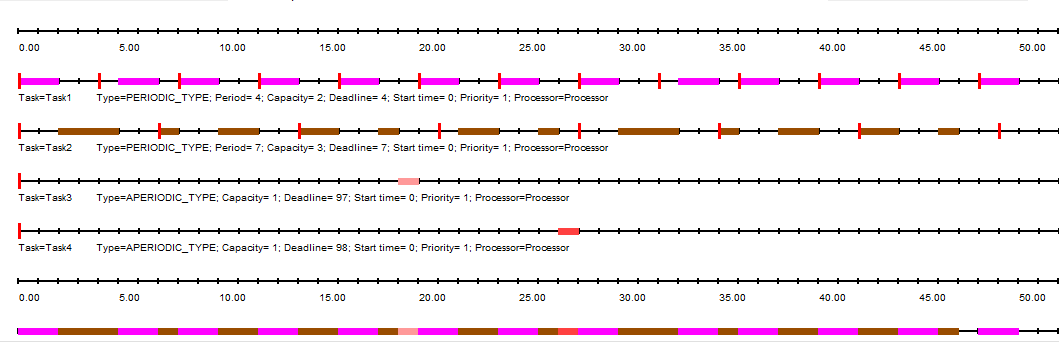 0.00 5.00 10.00 15.00 20.00 25.00 30.00 35.00 40.00 45.00 50.00
Task=Task1 Type=PERIODIC_TYPE; Period= 4; Capacity= 2; Deadline= 4; Start time= 0; Priority= 1; Processor=Processor
Task=Task2 Type=PERIODIC_TYPE; Period= 7; Capacity= 3; Deadline= 7; Start time= 0; Priority= 1; Processor=Processor
Task=Task3 Type=APERIODIC_TYPE; Capacity= 1; Deadline= 97; Start time= 0; Priority= 1; Processor=Processor
Task=Task4 Type=APERIODIC_TYPE; Capacity= 1; Deadline= 98; Start time= 0; Priority= 1; Processor=Processor
0.00 5.00 10.00 15.00 20.00 25.00 30.00 35.00 40.00 45.00 50.00